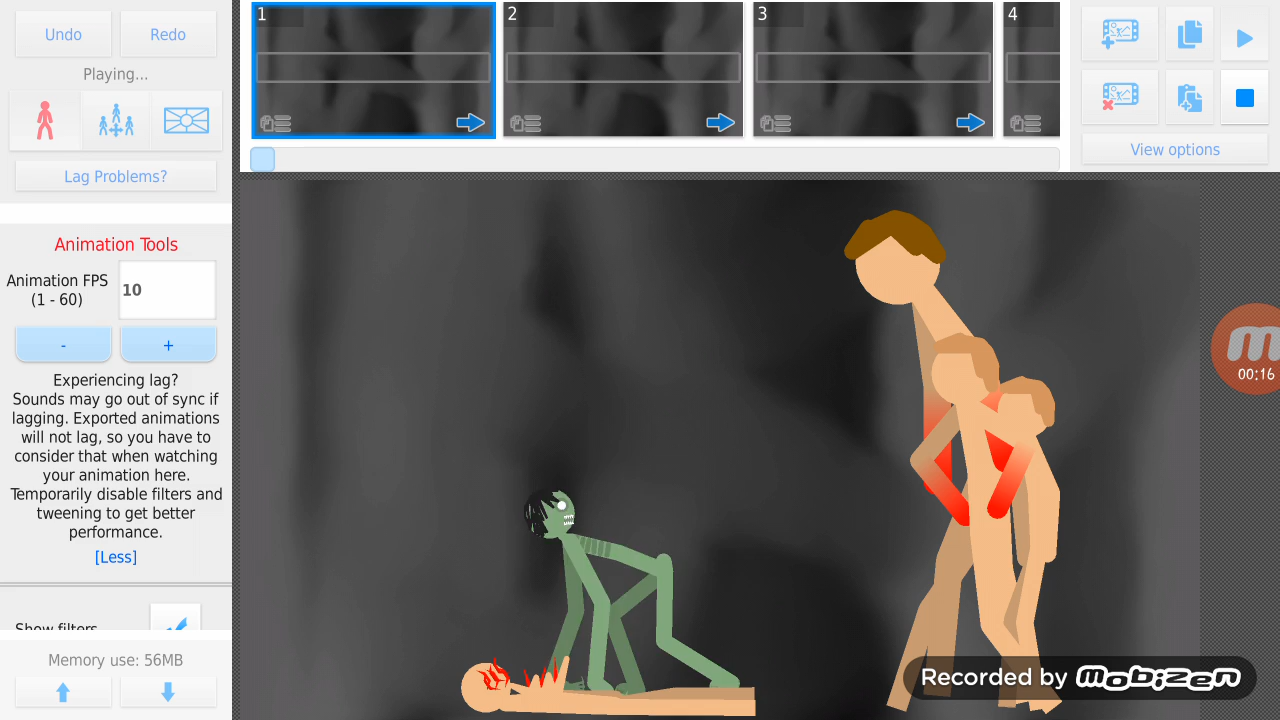 Undo
Redo
Playing...
Lag Problems?
Animation Tools
Animation FPS
(1 - 60)
10
-
+
Experiencing lag?
Sounds may go out of sync if
lagging. Exported animations
will not lag, so you have to
consider that when watching
your animation here.
Temporarily disable filters and
tweening to get better
performance.
[Less]
Show filters
Memory use: 56MB
1
2
3
4
View options
00:16
Recorded by Mobizen